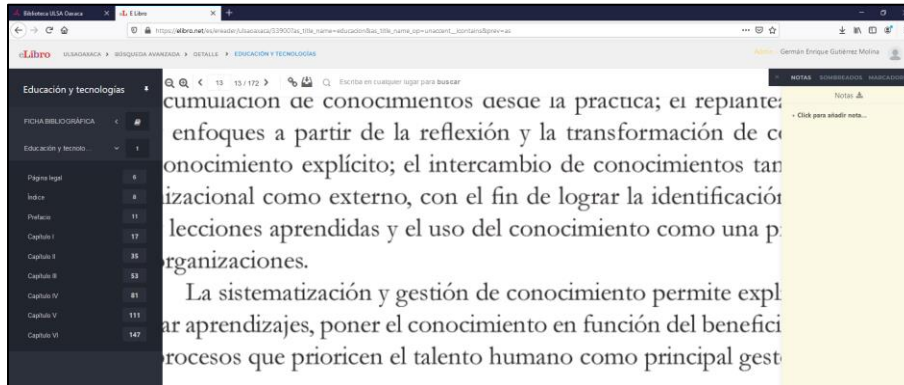 Biblioteca ULSA Oaxaca
E Libro
https://elibro.net/es/ereader/ulsaoaxaca/53900?as_title_name=educacion&as_title_name_op=unaccent__icontains&prev=as
eLibro ULSAOAXACA > BÚSQUEDA AVANZADA > DETALLE > EDUCACIÓN Y TECNOLOGÍAS
Germán Enrique Gutiérrez Molina
Educación y tecnologías
13 13 / 172
Escriba en cualquier lugar para buscar
NOTAS SOMBREADOS MARCADOR
Notas
• Click para añadir nota...
FICHA BIBLIOGRÁFICA
Educación y tecnolo... 1
Página legal 6
Índice 8
Prefacio 11
Capítulo I 17
Capítulo II 35
Capítulo III 53
Capítulo IV 81
Capítulo V 111
Capítulo VI 147
cumulación de conocimientos desde la práctica; el replantea
enfoques a partir de la reflexión y la transformación de co
onocimiento explícito; el intercambio de conocimientos tan
izacional como externo, con el fin de lograr la identificación
lecciones aprendidas y el uso del conocimiento como una p
rganizaciones.
La sistematización y gestión de conocimiento permite expl
ar aprendizajes, poner el conocimiento en función del benefici
rocesos que prioricen el talento humano como principal gest